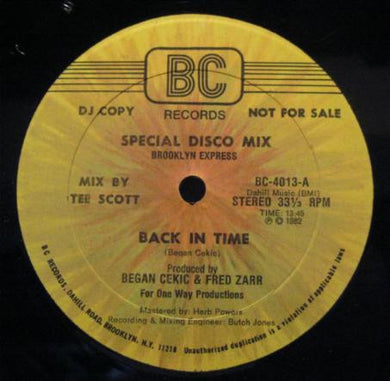 BC
DJ COPY RECORDS NOT FOR SALE
SPECIAL DISCO MIX
BROOKLYN EXPRESS
MIX BY
TEE SCOTT
BC-4013-A
Dahill Music (BMI)
STEREO 33⅓ RPM
TIME: 12:45
Ⓟ © 1982
BACK IN TIME
(Began Cekic)
Produced by
BEGAN CEKIC & FRED ZARR
For One Way Productions
Mastered by: Herb Powers
Recording & Mixing Engineer: Butch Jones
BC RECORDS, DAHILL ROAD, BROOKLYN, N.Y. 11218 Unauthorized duplication is a violation of applicable laws